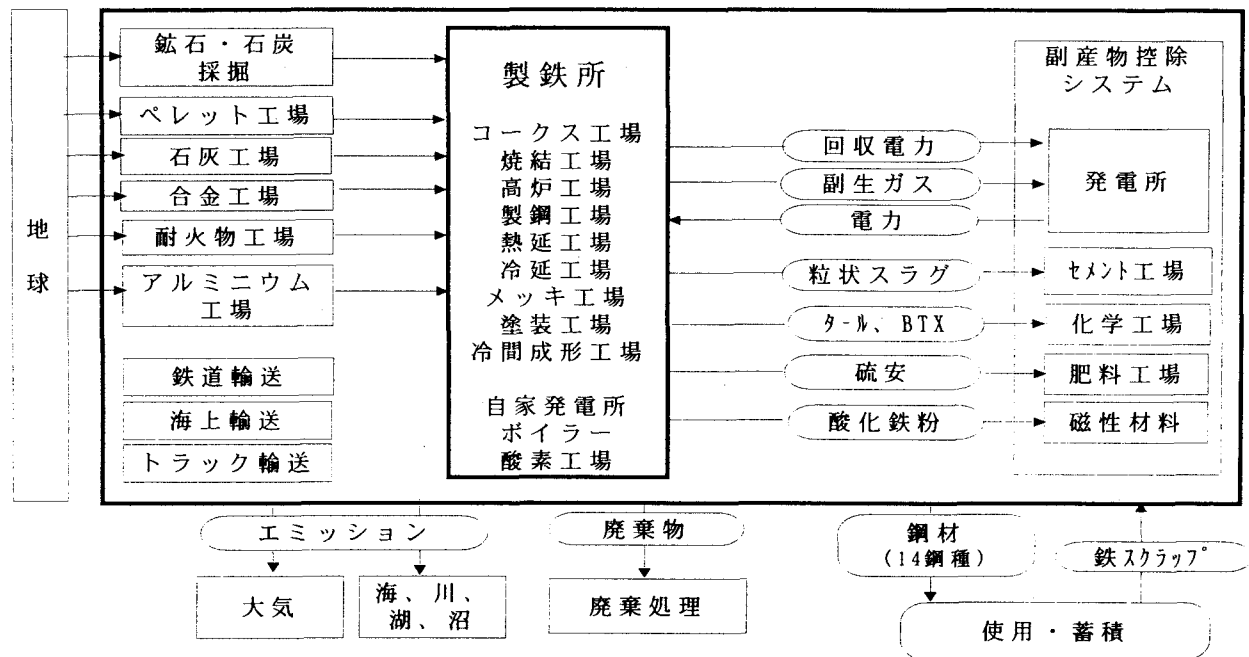 地
球
鉱石・石炭
採掘
ペレット工場
石灰工場
合金工場
耐火物工場
アルミニウム
工場
鉄道輸送
海上輸送
トラック輸送
製鉄所
コークス工場
焼結工場
高炉工場
製鋼工場
熱延工場
冷延工場
メッキ工場
塗装工場
冷間成形工場
自家発電所
ボイラー
酸素工場
回収電力
副生ガス
電力
粒状スラグ
タール、BTX
硫安
酸化鉄粉
副産物控除
システム
発電所
セメント工場
化学工場
肥料工場
磁性材料
エミッション
廃棄物
鋼材
(14鋼種)
鉄スクラップ
大気
海、川、
湖、沼
廃棄処理
使用・蓄積